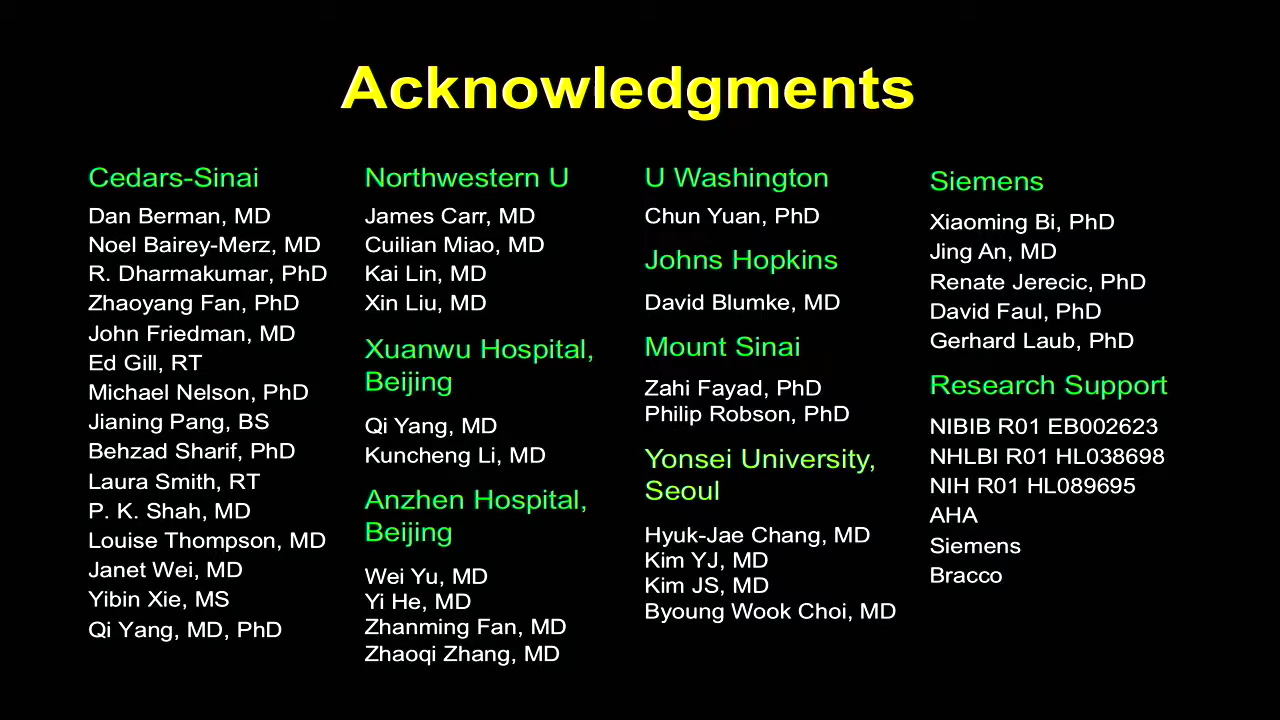 Acknowledgments
Cedars-Sinai
Dan Berman, MD
Noel Bairey-Merz, MD
R. Dharmakumar, PhD
Zhaoyang Fan, PhD
John Friedman, MD
Ed Gill, RT
Michael Nelson, PhD
Jianing Pang, BS
Behzad Sharif, PhD
Laura Smith, RT
P. K. Shah, MD
Louise Thompson, MD
Janet Wei, MD
Yibin Xie, MS
Qi Yang, MD, PhD
Northwestern U
James Carr, MD
Cuilian Miao, MD
Kai Lin, MD
Xin Liu, MD
Xuanwu Hospital,
Beijing
Qi Yang, MD
Kuncheng Li, MD
Anzhen Hospital,
Beijing
Wei Yu, MD
Yi He, MD
Zhanming Fan, MD
Zhaoqi Zhang, MD
U Washington
Chun Yuan, PhD
Johns Hopkins
David Blumke, MD
Mount Sinai
Zahi Fayad, PhD
Philip Robson, PhD
Yonsei University,
Seoul
Hyuk-Jae Chang, MD
Kim YJ, MD
Kim JS, MD
Byoung Wook Choi, MD
Siemens
Xiaoming Bi, PhD
Jing An, MD
Renate Jerecic, PhD
David Faul, PhD
Gerhard Laub, PhD
Research Support
NIBIB R01 EB002623
NHLBI R01 HL038698
NIH R01 HL089695
AHA
Siemens
Bracco